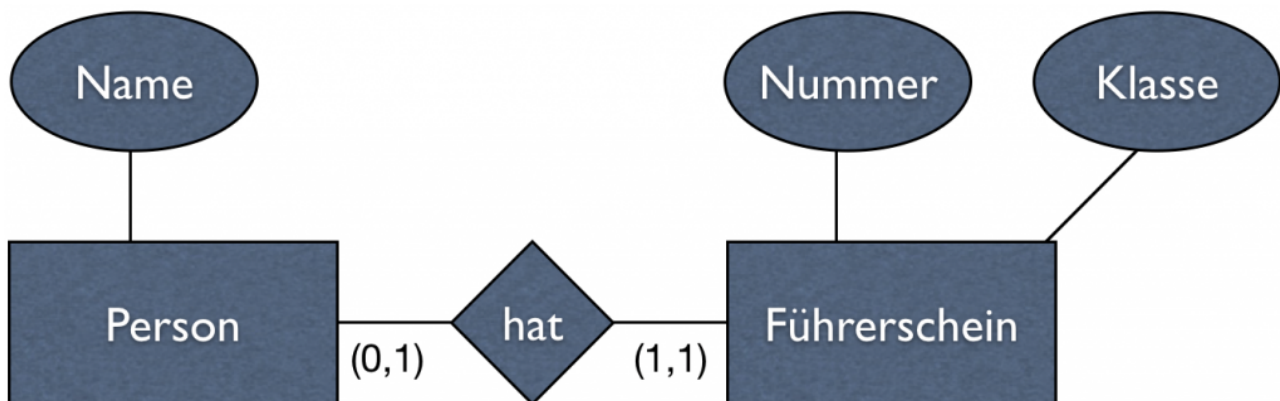 Name
Nummer
Klasse
Person
hat
Führerschein
(0,1)
(1,1)